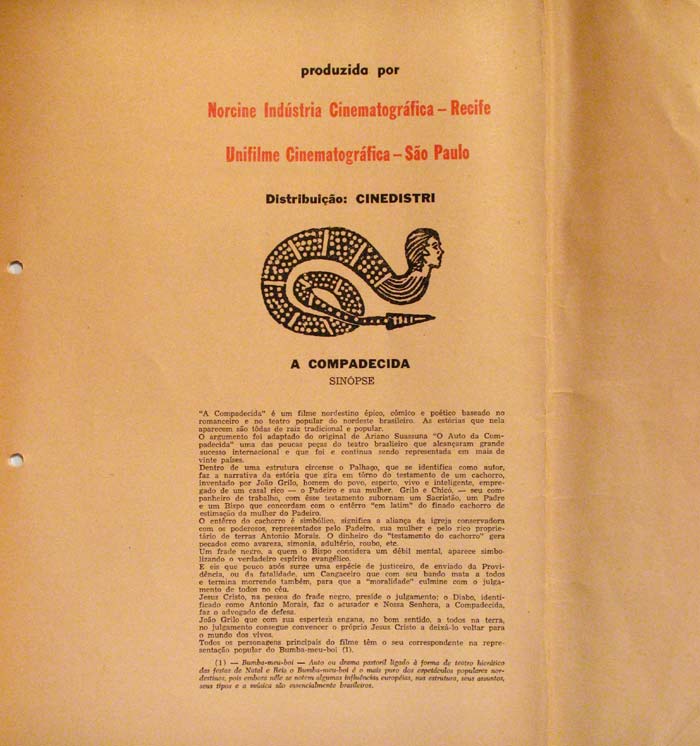 produzida por
Norcine Indústria Cinematográfica – Recife
Unifilme Cinematográfica – São Paulo
Distribuição: CINEDISTRI
A COMPADECIDA
SINÓPSE
"A Compadecida" é um filme nordestino épico, cômico e poético baseado no
romanceiro e no teatro popular do nordeste brasileiro. As estórias que nela
aparecem são tôdas de raiz tradicional e popular.
O argumento foi adaptado do original de Ariano Suassuna "O Auto da Com-
padecida" uma das poucas peças do teatro brasileiro que alcançaram grande
sucesso internacional e que foi e continua sendo representada em mais de
vinte países.
Dentro de uma estrutura circense o Palhaço, que se identifica como autor,
faz a narrativa da estória que gira em tôrno do testamento de um cachorro,
inventado por João Grilo, homem do povo, esperto, vivo e inteligente, empre-
gado de um casal rico — o Padeiro e sua mulher. Grilo e Chicó, — seu com-
panheiro de trabalho, com êsse testamento subornam um Sacristão, um Padre
e um Bispo que concordam com o entêrro "em latim" do finado cachorro de
estimação da mulher do Padeiro.
O entêrro do cachorro é simbólico, significa a aliança da igreja conservadora
com os poderosos, representados pelo Padeiro, sua mulher e pelo rico proprie-
tário de terras Antonio Morais. O dinheiro do "testamento do cachorro" gera
pecados como avareza, simonia, adultério, roubo, etc.
Um frade negro, a quem o Bispo considera um débil mental, aparece simbo-
lizando o verdadeiro espírito evangélico.
E eis que pouco após surge uma espécie de justiceiro, de enviado da Provi-
dência, ou da fatalidade, um Cangaceiro que com seu bando mata a todos
e termina morrendo também, para que a "moralidade" culmine com o julga-
mento de todos no céu.
Jesus Cristo, na pessoa do frade negro, preside o julgamento; o Diabo, identi-
ficado como Antonio Morais, faz o acusador e Nossa Senhora, a Compadecida,
faz o advogado de defesa.
João Grilo que com sua esperteza engana, no bom sentido, a todos na terra,
no julgamento consegue convencer o próprio Jesus Cristo a deixá-lo voltar para
o mundo dos vivos.
Todos os personagens principais do filme têm o seu correspondente na repre-
sentação popular do Bumba-meu-boi (1).
(1) — Bumba-meu-boi — Auto ou drama pastoril ligado à forma de teatro hierático
das festas de Natal e Reis o Bumba-meu-boi é o mais puro dos espetáculos populares nor-
destinos, pois embora nêle se notem algumas influências européias, sua estrutura, seus assuntos,
seus tipos e a música são essencialmente brasileiros.